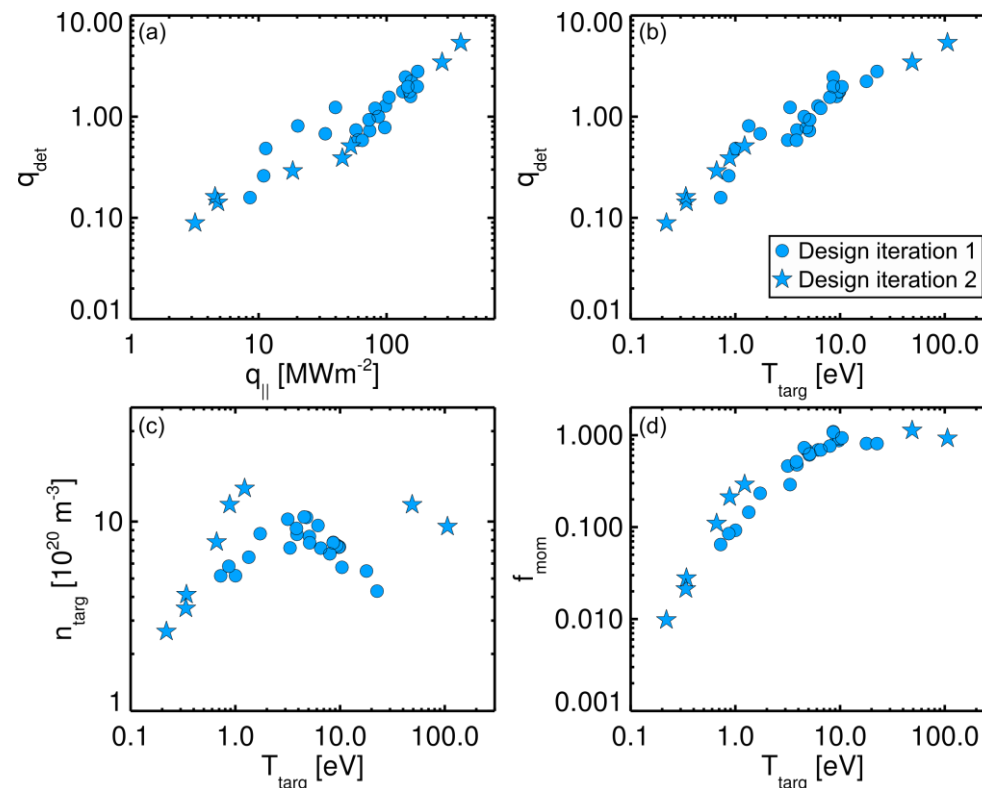 (a)
10.00
1.00
0.10
0.01
q_det
1 10 100
q_|| [MWm^-2]
(b)
10.00
1.00
0.10
0.01
q_det
Design iteration 1
Design iteration 2
0.1 1.0 10.0 100.0
T_targ [eV]
(c)
10
1
n_targ [10^20 m^-3]
0.1 1.0 10.0 100.0
T_targ [eV]
(d)
1.000
0.100
0.010
0.001
f_mom
0.1 1.0 10.0 100.0
T_targ [eV]